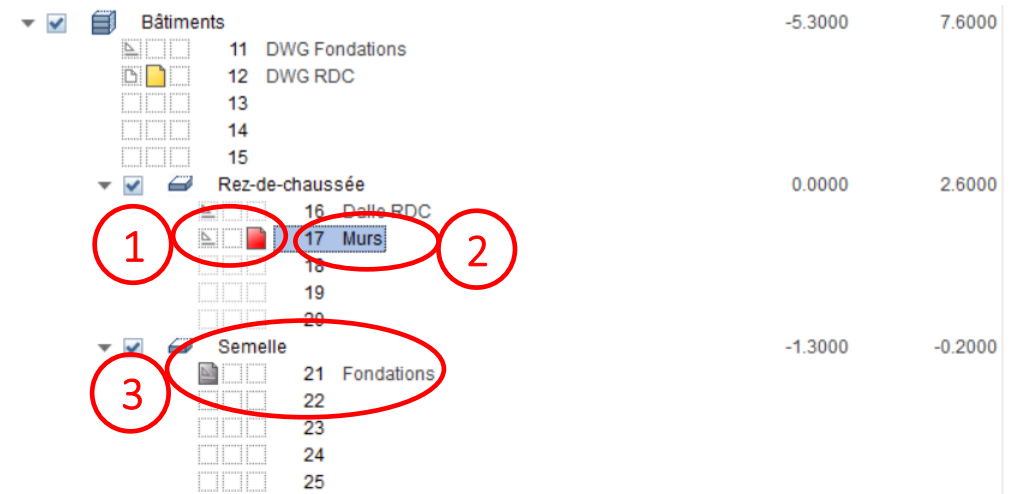 Bâtiments -5.3000 7.6000
11 DWG Fondations
12 DWG RDC
13
14
15
Rez-de-chaussée 0.0000 2.6000
16 Dalle RDC
1 17 Murs 2
18
19
20
Semelle -1.3000 -0.2000
21 Fondations
3 22
23
24
25